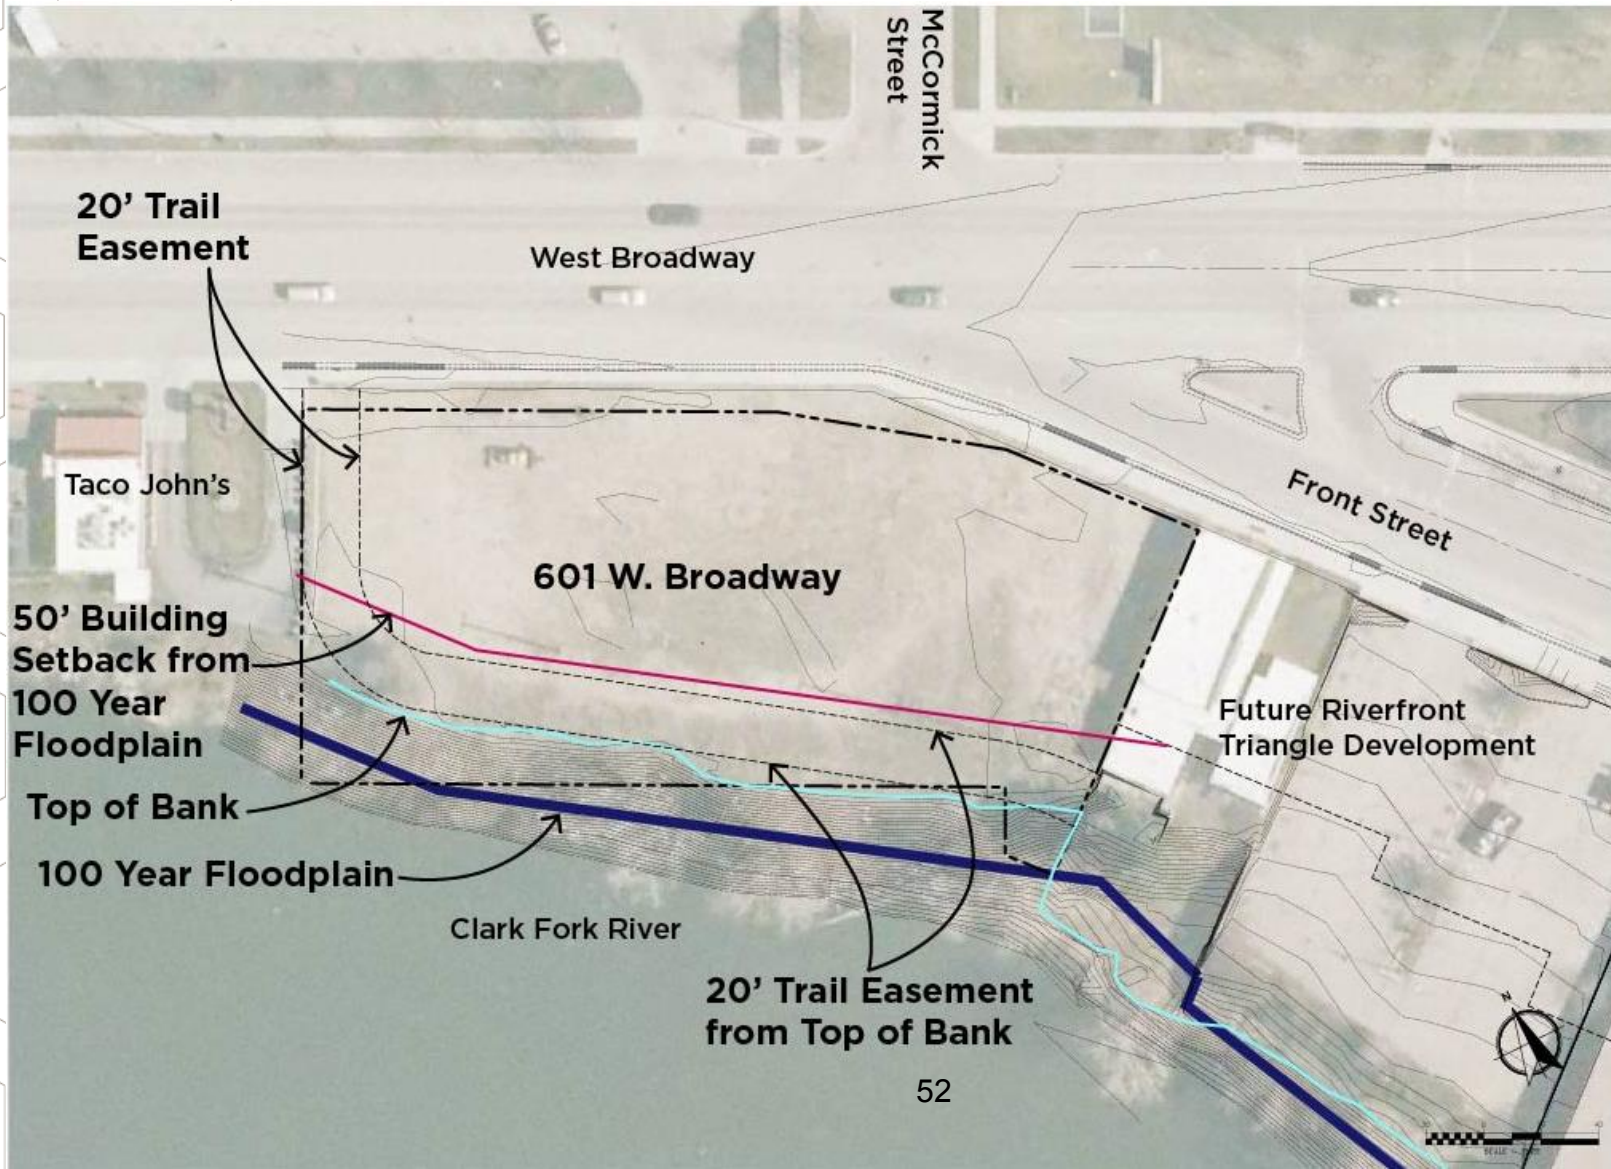 McCormick
Street
20’ Trail
Easement
West Broadway
Taco John’s
Front Street
601 W. Broadway
50’ Building
Setback from
100 Year
Floodplain
Future Riverfront
Triangle Development
Top of Bank
100 Year Floodplain
Clark Fork River
20’ Trail Easement
from Top of Bank
N
52